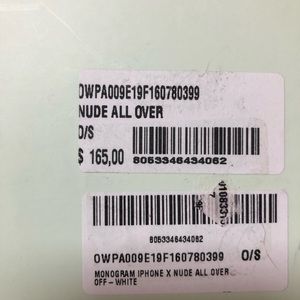 OWPA009E19F160780399
NUDE ALL OVER
O/S
$ 165,00
8053346434062
8053346434062
OWPA009E19F160780399 O/S
MONOGRAM IPHONE X NUDE ALL OVER
OFF-WHITE